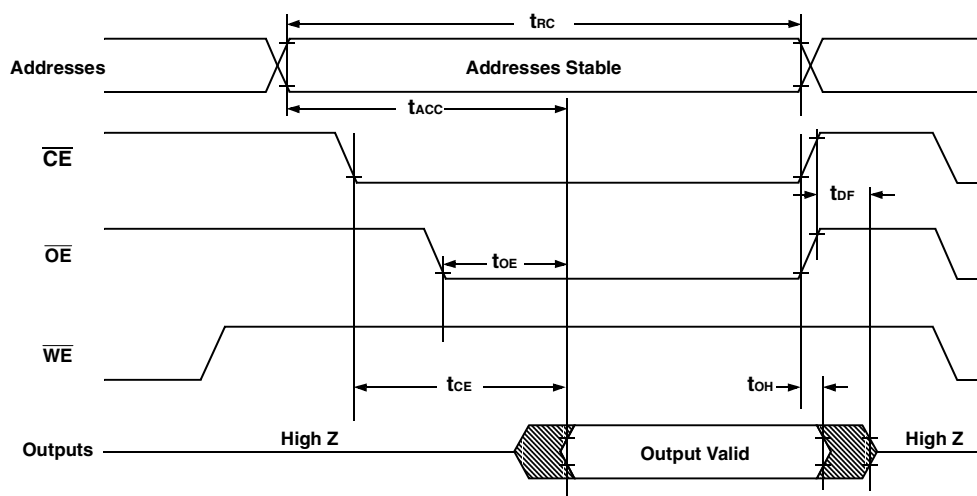 tRC
Addresses
Addresses Stable
tACC
CE
tDF
OE
tOE
WE
tCE
tOH
Outputs
High Z
Output Valid
High Z